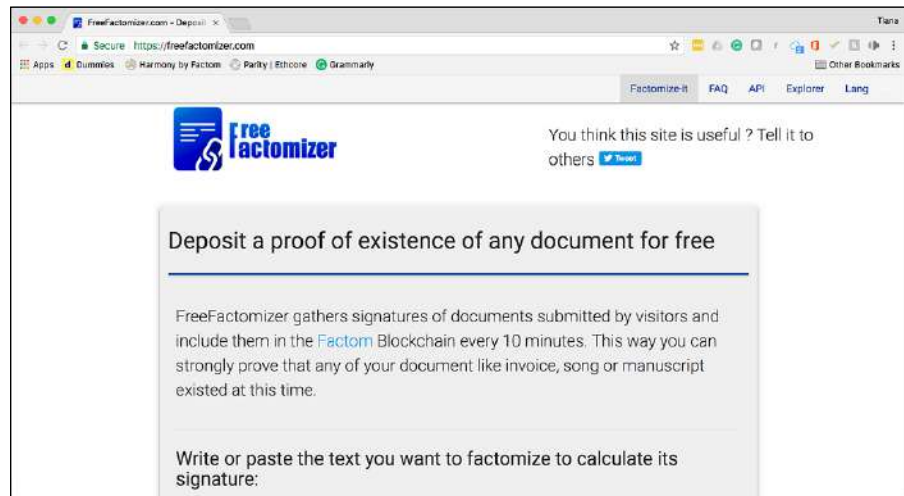 FreeFactomizer.com – Deposi
Tiana
Secure https://freefactomizer.com
Apps d Dummies Harmony by Factom Parity | Ethcore Grammarly Other Bookmarks
Factomize-it FAQ API Explorer Lang
Free
Factomizer
You think this site is useful ? Tell it to
others Tweet
Deposit a proof of existence of any document for free
FreeFactomizer gathers signatures of documents submitted by visitors and
include them in the Factom Blockchain every 10 minutes. This way you can
strongly prove that any of your document like invoice, song or manuscript
existed at this time.
Write or paste the text you want to factomize to calculate its
signature: